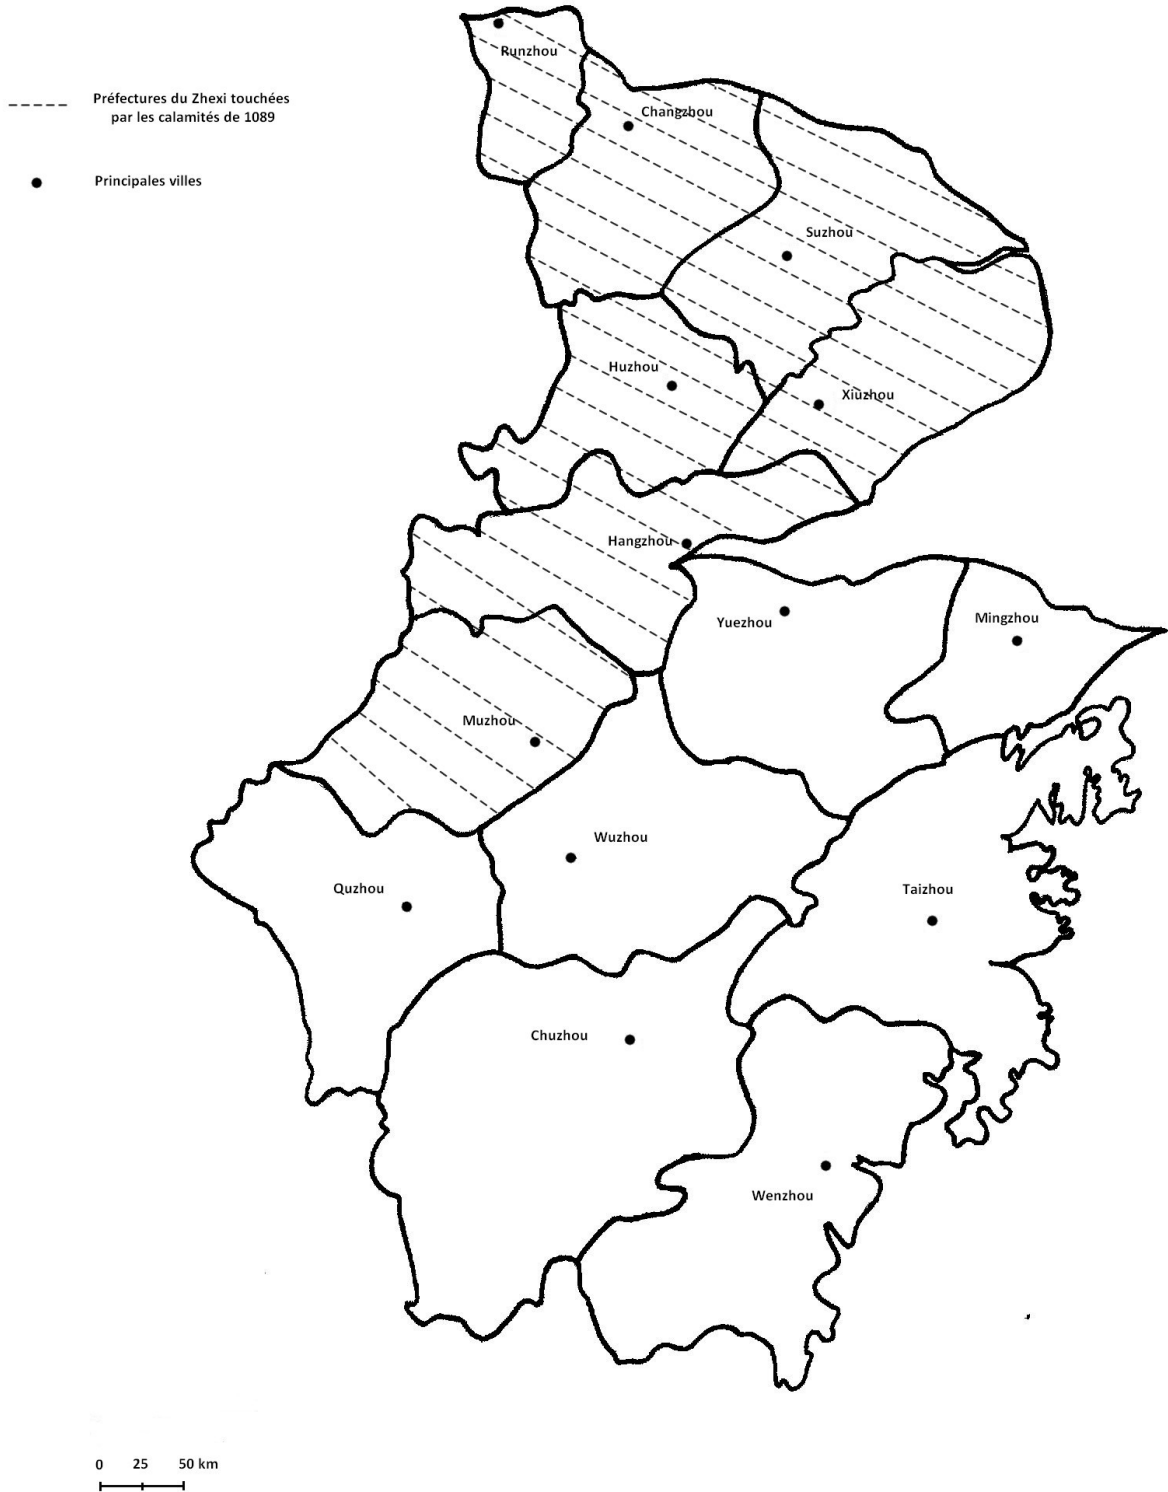 Runzhou
Préfectures du Zhexi touchées
par les calamités de 1089
Changzhou
Principales villes
Suzhou
Huzhou
Xiuzhou
Hangzhou
Yuezhou
Mingzhou
Muzhou
Wuzhou
Quzhou
Taizhou
Chuzhou
Wenzhou
0 25 50 km